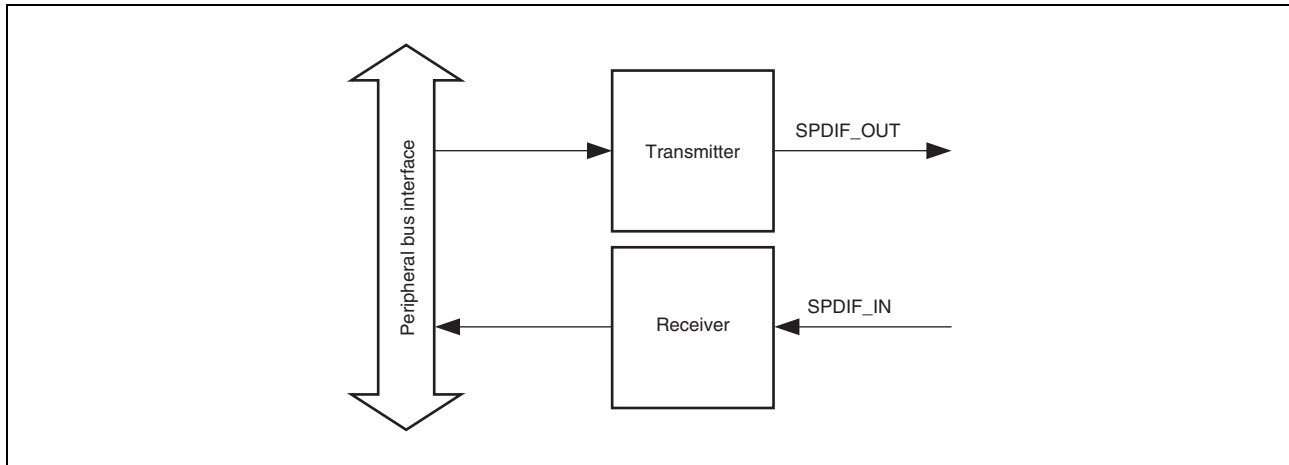 Peripheral bus interface
Transmitter
SPDIF_OUT
Receiver
SPDIF_IN